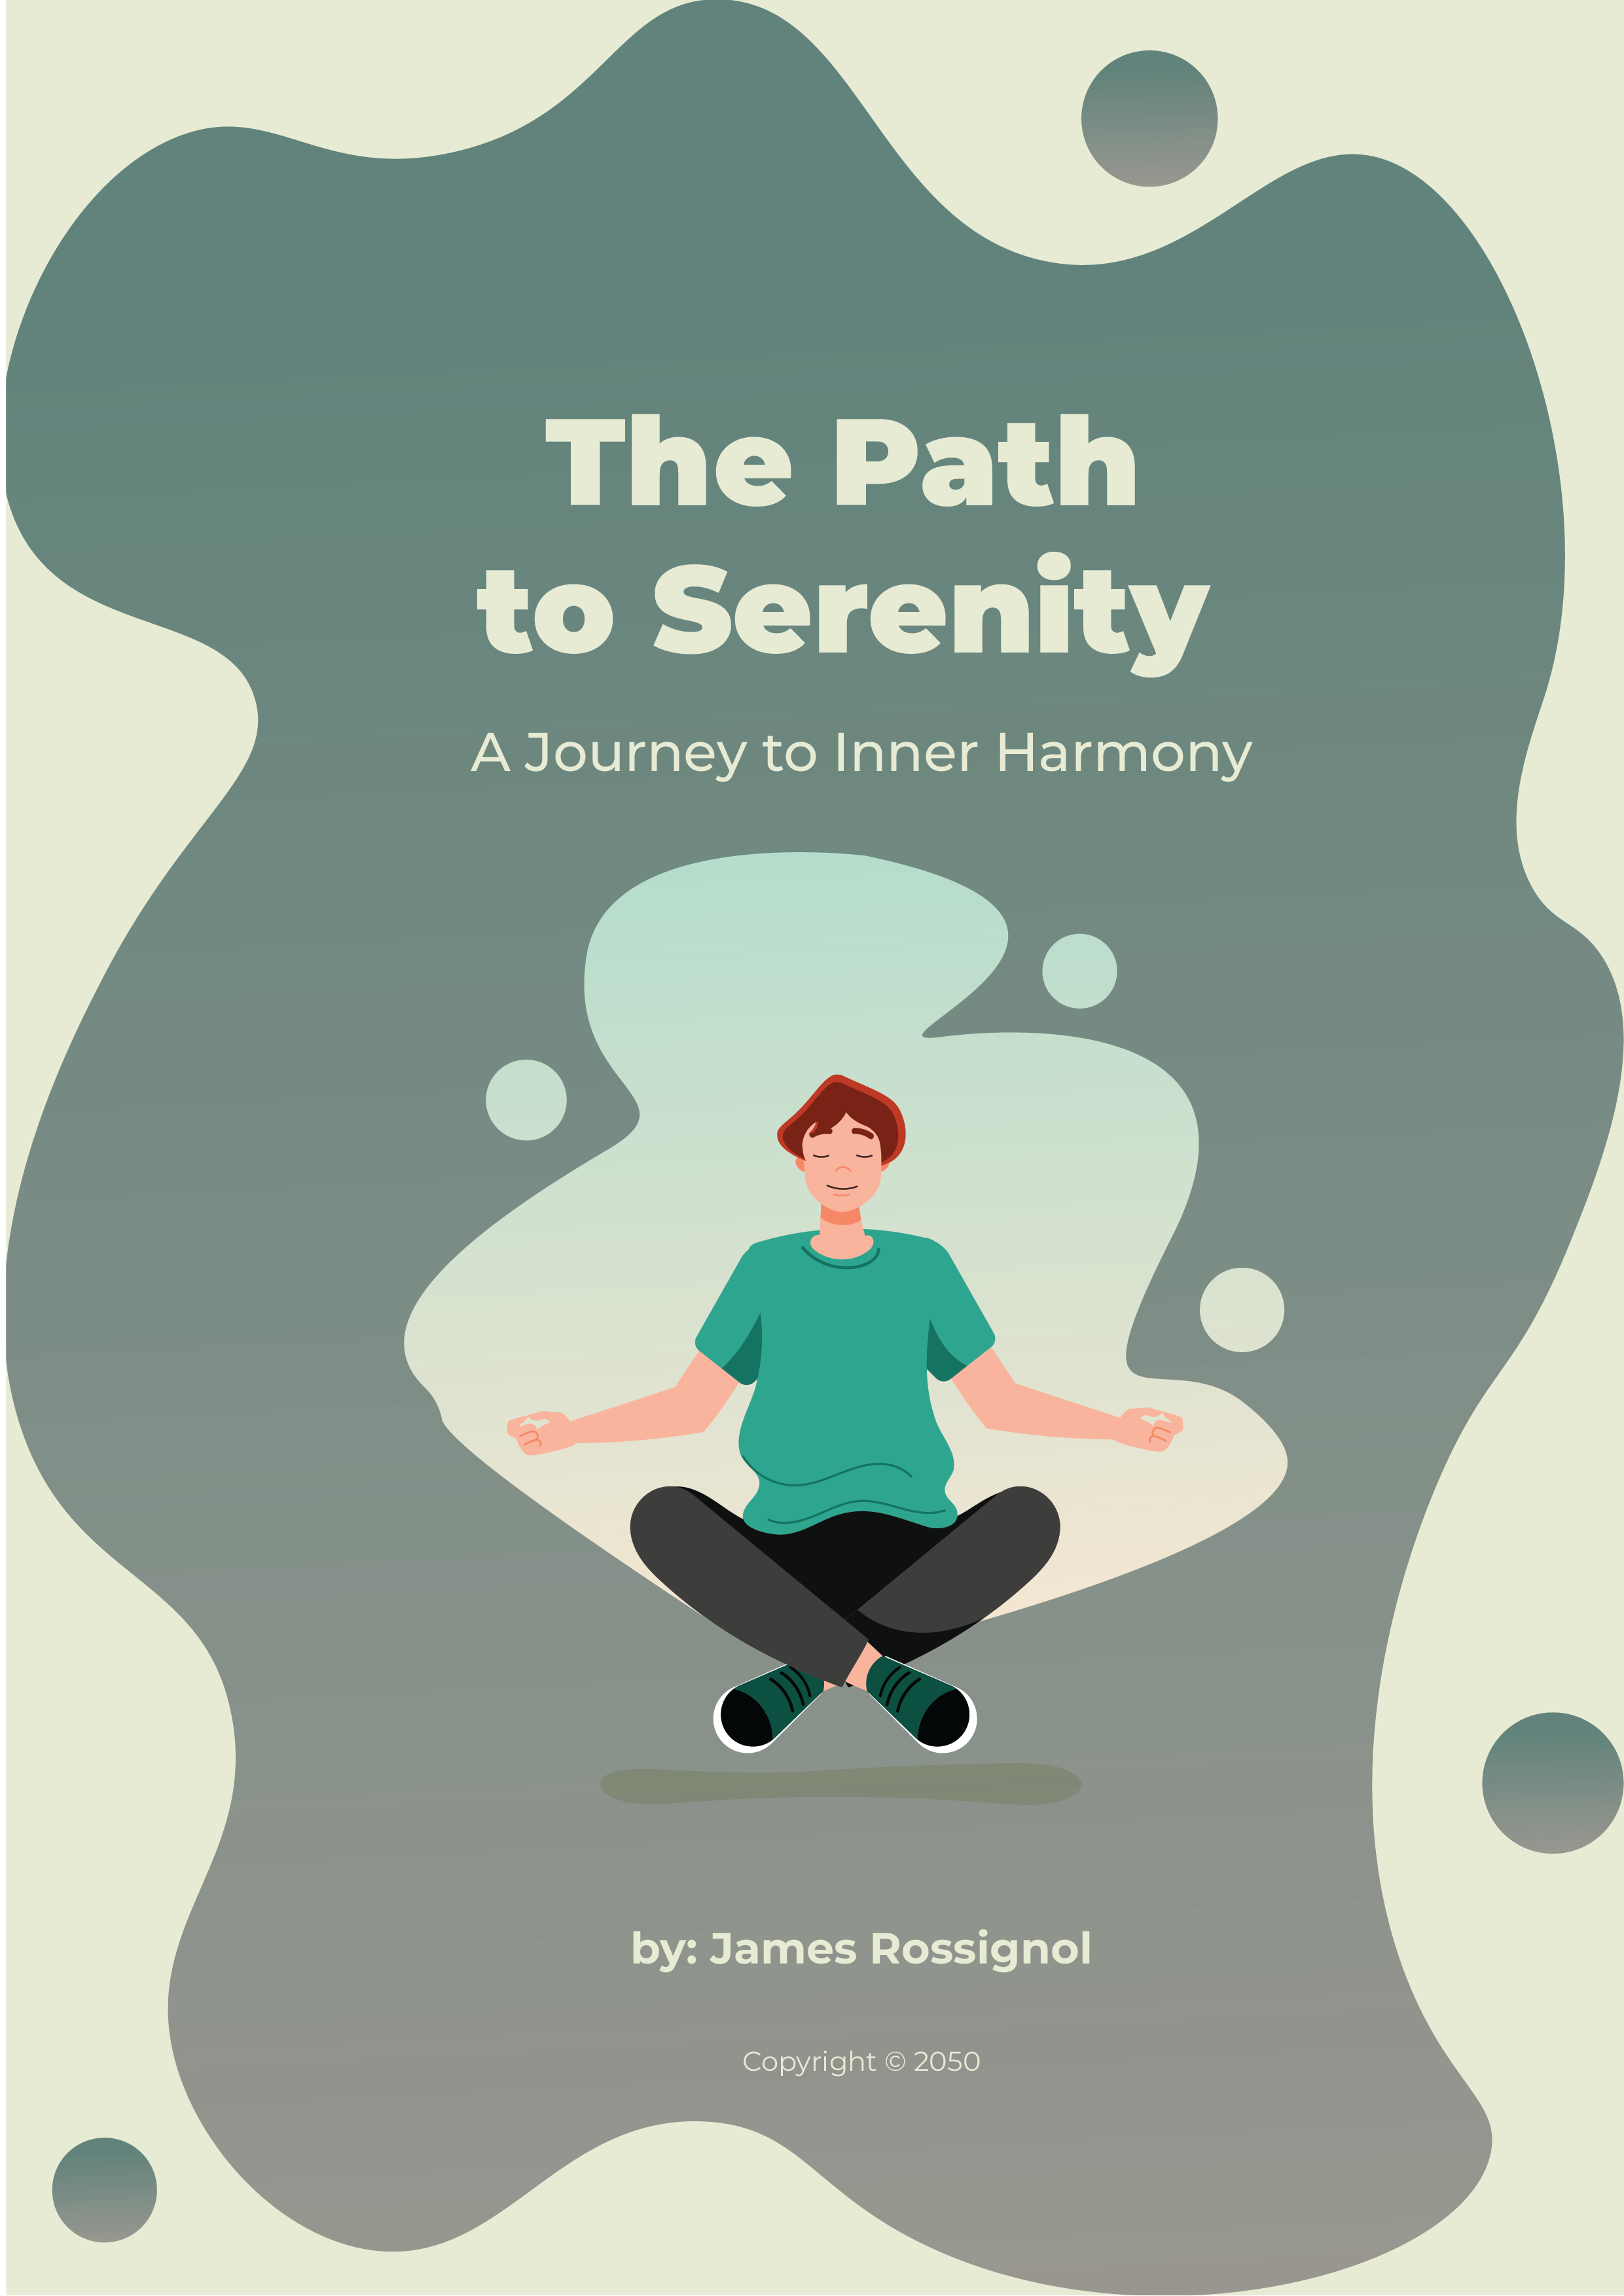 The Path
to Serenity
A Journey to Inner Harmony
by: James Rossignol
Copyright © 2050